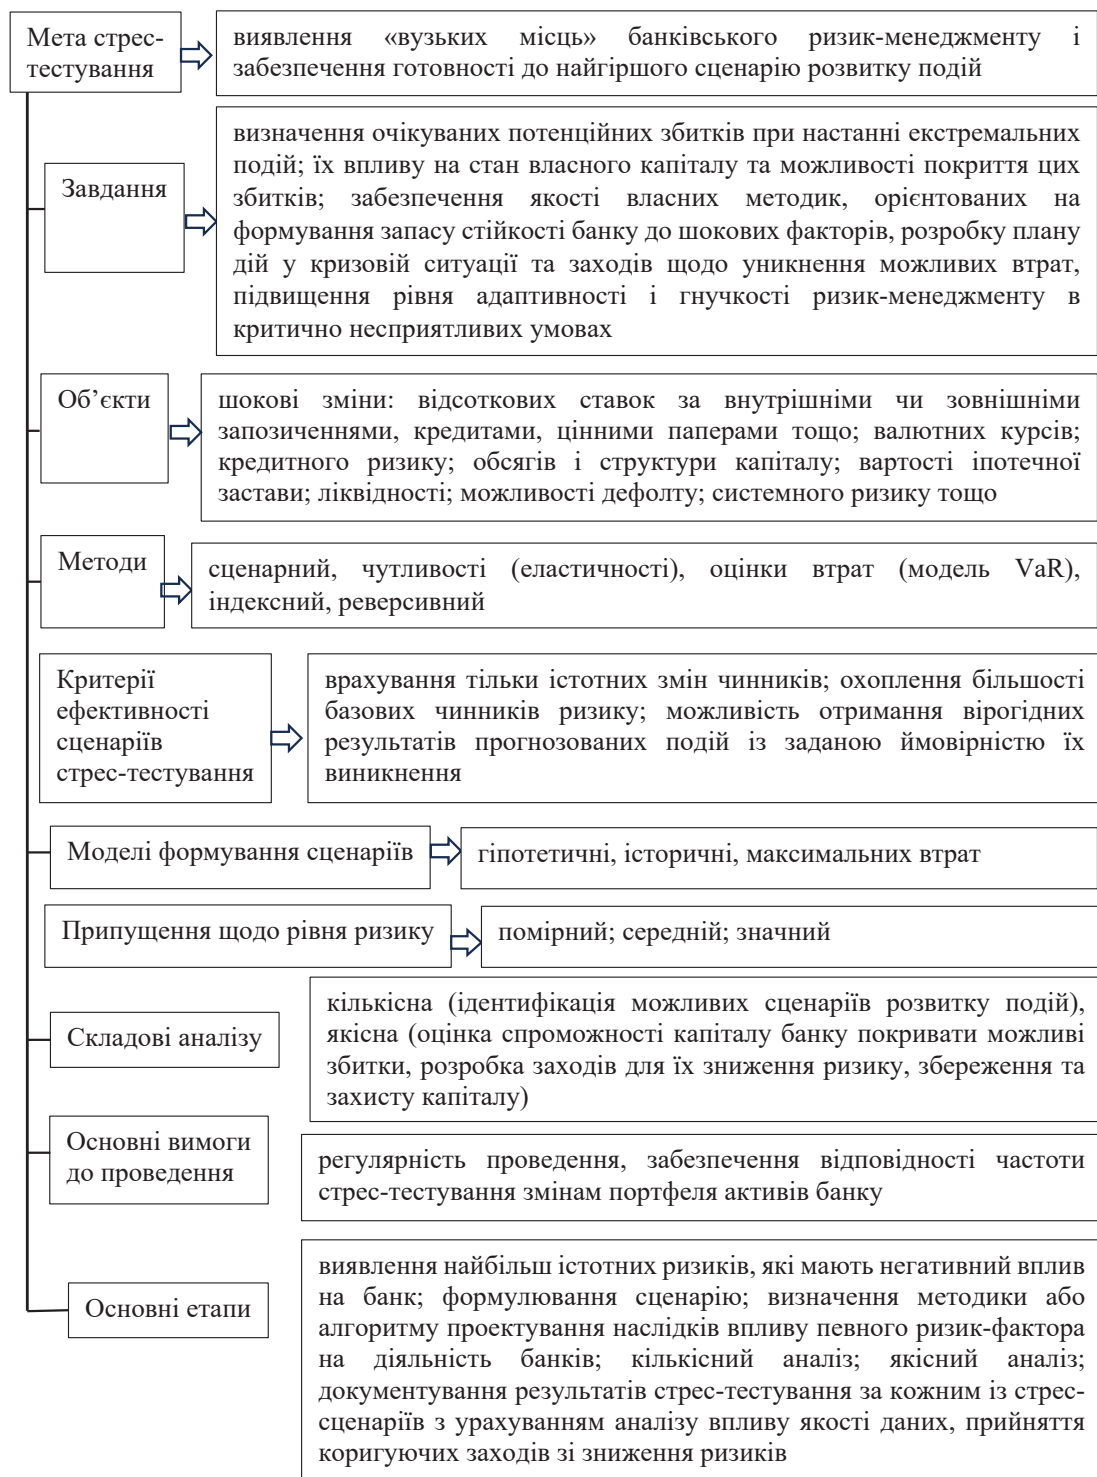 Мета стрес-
тестування
виявлення «вузьких місць» банківського ризик-менеджменту і
забезпечення готовності до найгіршого сценарію розвитку подій
Завдання
визначення очікуваних потенційних збитків при настанні екстремальних
подій; їх впливу на стан власного капіталу та можливості покриття цих
збитків; забезпечення якості власних методик, орієнтованих на
формування запасу стійкості банку до шокових факторів, розробку плану
дій у кризовій ситуації та заходів щодо уникнення можливих втрат,
підвищення рівня адаптивності і гнучкості ризик-менеджменту в
критично несприятливих умовах
Об’єкти
шокові зміни: відсоткових ставок за внутрішніми чи зовнішніми
запозиченнями, кредитами, цінними паперами тощо; валютних курсів;
кредитного ризику; обсягів і структури капіталу; вартості іпотечної
застави; ліквідності; можливості дефолту; системного ризику тощо
Методи
сценарний, чутливості (еластичності), оцінки втрат (модель VaR),
індексний, реверсивний
Критерії
ефективності
сценаріїв
стрес-тестування
врахування тільки істотних змін чинників; охоплення більшості
базових чинників ризику; можливість отримання вірогідних
результатів прогнозованих подій із заданою ймовірністю їх
виникнення
Моделі формування сценаріїв
гіпотетичні, історичні, максимальних втрат
Припущення щодо рівня ризику
помірний; середній; значний
Складові аналізу
кількісна (ідентифікація можливих сценаріїв розвитку подій),
якісна (оцінка спроможності капіталу банку покривати можливі
збитки, розробка заходів для їх зниження ризику, збереження та
захисту капіталу)
Основні вимоги
до проведення
регулярність проведення, забезпечення відповідності частоти
стрес-тестування змінам портфеля активів банку
Основні етапи
виявлення найбільш істотних ризиків, які мають негативний вплив
на банк; формулювання сценарію; визначення методики або
алгоритму проектування наслідків впливу певного ризик-фактора
на діяльність банків; кількісний аналіз; якісний аналіз;
документування результатів стрес-тестування за кожним із стрес-
сценаріїв з урахуванням аналізу впливу якості даних, прийняття
коригуючих заходів зі зниження ризиків